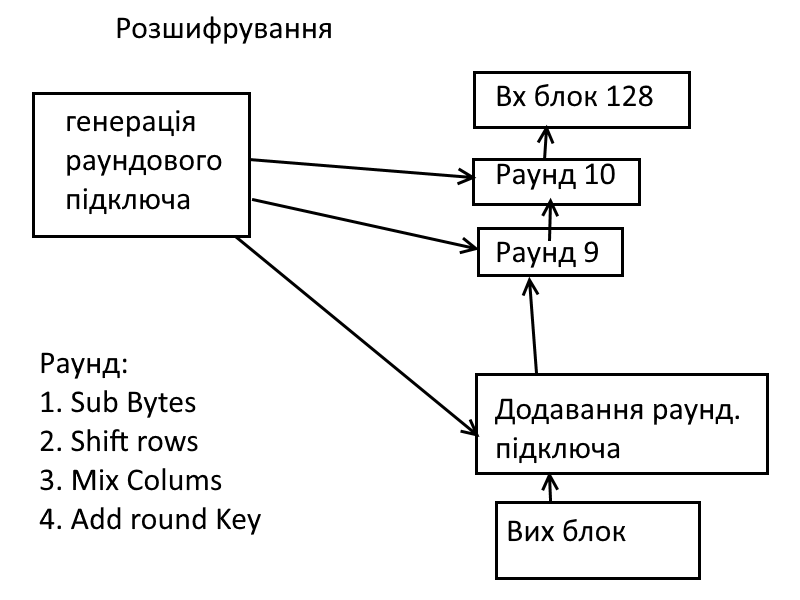 Розшифрування
генерація
раундового
підключа
Вх блок 128
Раунд 10
Раунд 9
Додавання раунд.
підключа
Вих блок
Раунд:
1. Sub Bytes
2. Shift rows
3. Mix Colums
4. Add round Key